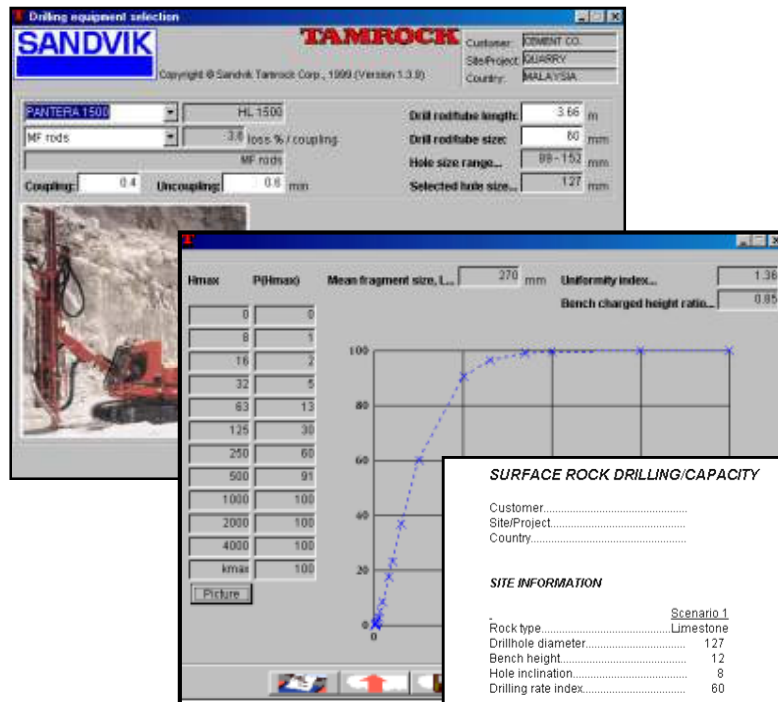 Drilling equipment selection
SANDVIK
TAMROCK
Copyright © Sandvik Tamrock Corp., 1999 (Version 1.3.9)
Customer: CEMENT CO.
Site/Project: QUARRY
Country: MALAYSIA
PANTERA 1500 HL 1500 Drill rod/tube length: 3.66 m
MF rods 3.6 loss % / coupling Drill rod/tube size: 60 mm
MF rods Hole size range... 89 - 152 mm
Coupling: 0.4 Uncoupling: 0.6 min Selected hole size... 127 mm
Hmax P(Hmax) Mean fragment size, L... 270 mm Uniformity index... 1.36
Bench charged height ratio... 0.85
0 0
8 1
16 2
32 5
63 13
125 30
250 60
500 91
1000 100
2000 100
4000 100
kmax 100
Picture
100
80
60
40
20
0
0
SURFACE ROCK DRILLING/CAPACITY
Customer
Site/Project
Country
SITE INFORMATION
Scenario 1
Rock type Limestone
Drillhole diameter 127
Bench height 12
Hole inclination 8
Drilling rate index 60